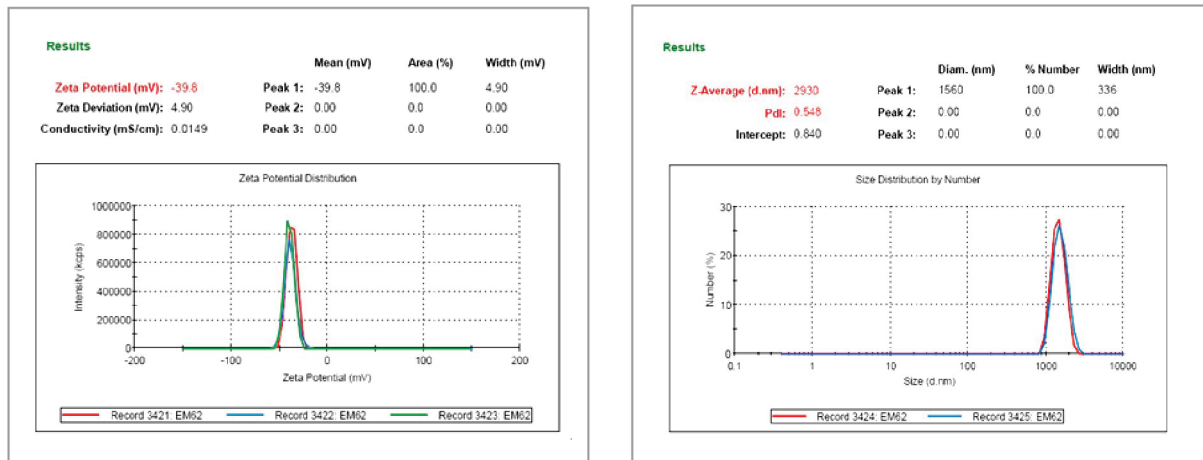 Results
Mean (mV) Area (%) Width (mV)
Zeta Potential (mV): -39.8 Peak 1: -39.8 100.0 4.90
Zeta Deviation (mV): 4.90 Peak 2: 0.00 0.0 0.00
Conductivity (mS/cm): 0.0149 Peak 3: 0.00 0.0 0.00
Zeta Potential Distribution
Intensity (kcps)
1000000
800000
600000
400000
200000
0
-200 -100 0 100 200
Zeta Potential (mV)
Record 3421: EM62 Record 3422: EM62 Record 3423: EM62
Results
Diam. (nm) % Number Width (nm)
Z-Average (d.nm): 2930 Peak 1: 1560 100.0 336
PdI: 0.548 Peak 2: 0.00 0.0 0.00
Intercept: 0.840 Peak 3: 0.00 0.0 0.00
Size Distribution by Number
Number (%)
30
20
10
0
0.1 1 10 100 1000 10000
Size (d.nm)
Record 3424: EM62 Record 3425: EM62